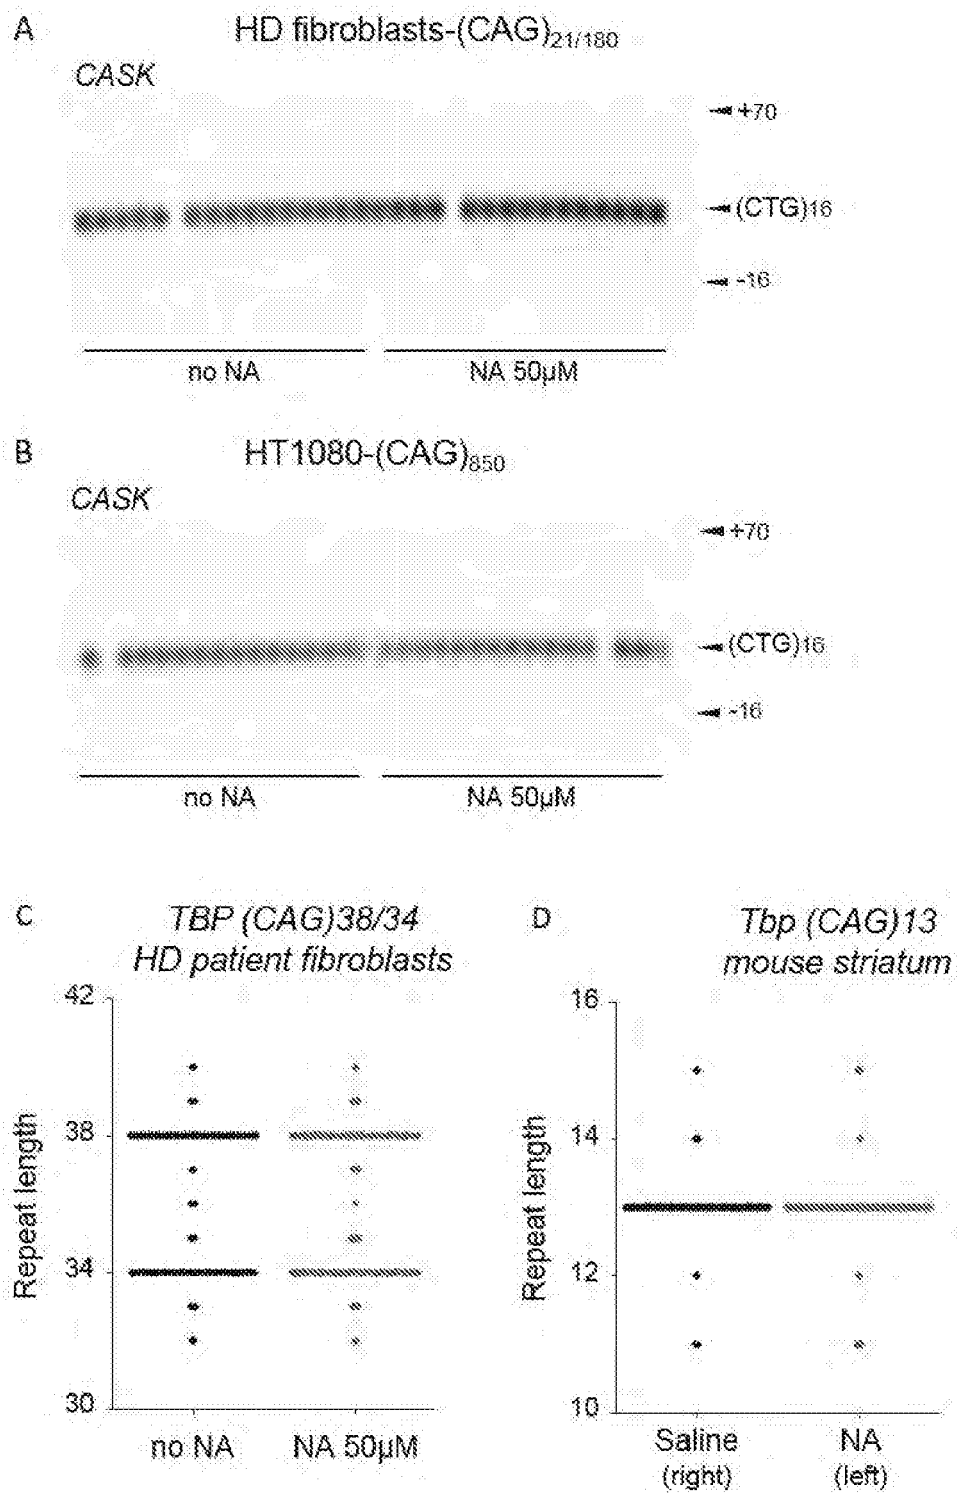 A
HD fibroblasts-(CAG)21/180
CASK
+70
(CTG)16
-16
no NA
NA 50µM
B
HT1080-(CAG)850
CASK
+70
(CTG)16
-16
no NA
NA 50µM
C
TBP (CAG)38/34
HD patient fibroblasts
42
38
34
30
Repeat length
no NA
NA 50µM
D
Tbp (CAG)13
mouse striatum
16
14
12
10
Repeat length
Saline
(right)
NA
(left)